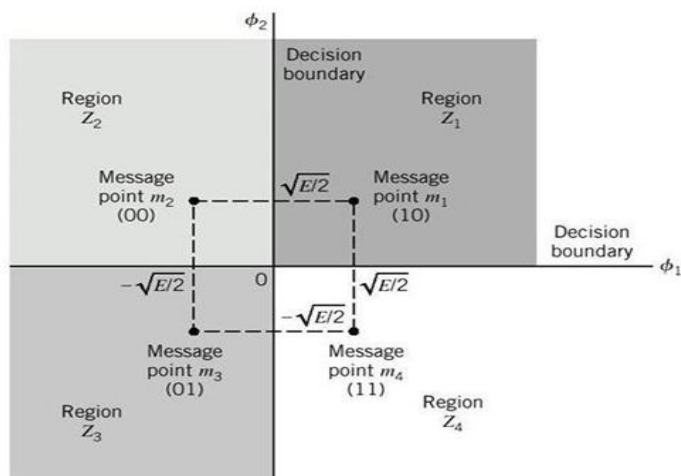 ϕ₂
Decision
boundary
Region
Z₂
Region
Z₁
Message
point m₂
(00)
√E/2
Message
point m₁
(10)
Decision
boundary
ϕ₁
0
−√E/2
√E/2
−√E/2
Message
point m₃
(01)
Message
point m₄
(11)
Region
Z₃
Region
Z₄